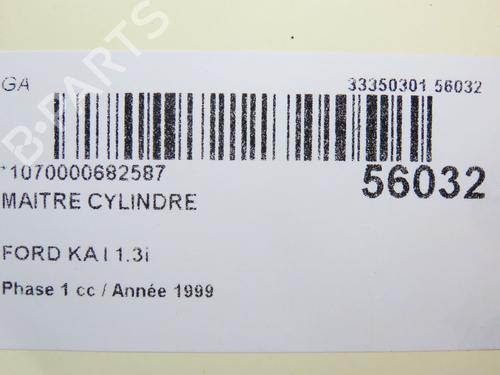 GA 33350301 56032
*1070000682587 56032
MAITRE CYLINDRE
FORD KA I 1.3i
Phase 1 cc / Année 1999
B-PARTS